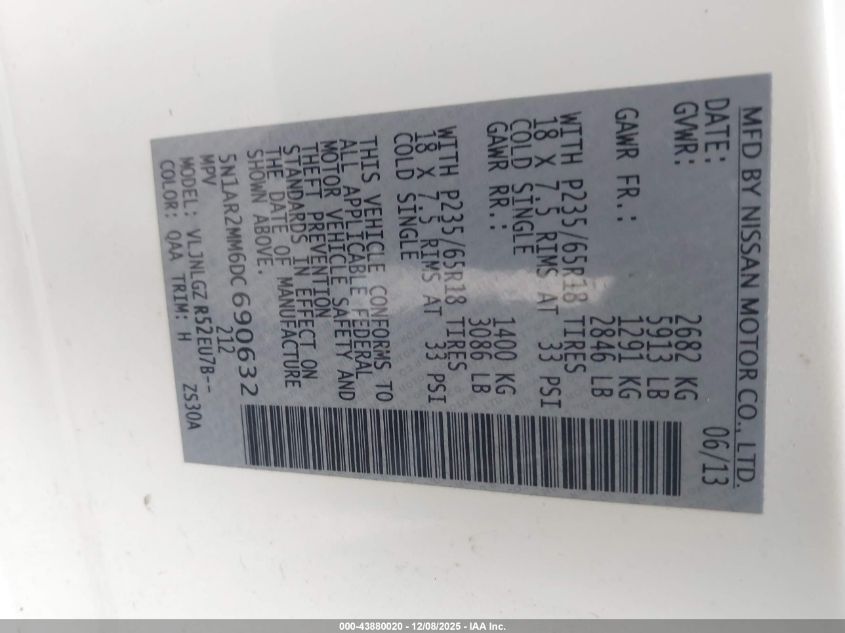 MFD BY NISSAN MOTOR CO., LTD.
DATE: 06/13
GVWR: 2682 KG
5913 LB
GAWR FR.: 1291 KG
2846 LB
WITH P235/65R18 TIRES
18 X 7.5 RIMS AT 33 PSI
COLD SINGLE
GAWR RR.: 1400 KG
3086 LB
WITH P235/65R18 TIRES
18 X 7.5 RIMS AT 33 PSI
COLD SINGLE
THIS VEHICLE CONFORMS TO
ALL APPLICABLE FEDERAL
MOTOR VEHICLE SAFETY AND
THEFT PREVENTION
STANDARDS IN EFFECT ON
THE DATE OF MANUFACTURE
SHOWN ABOVE.
5N1AR2MM6DC690632
MPV 212
MODEL: VLJNLGZ R52EU7B--
COLOR: QAA TRIM: H ZS30A
000-43880020 - 12/08/2025 - IAA Inc.